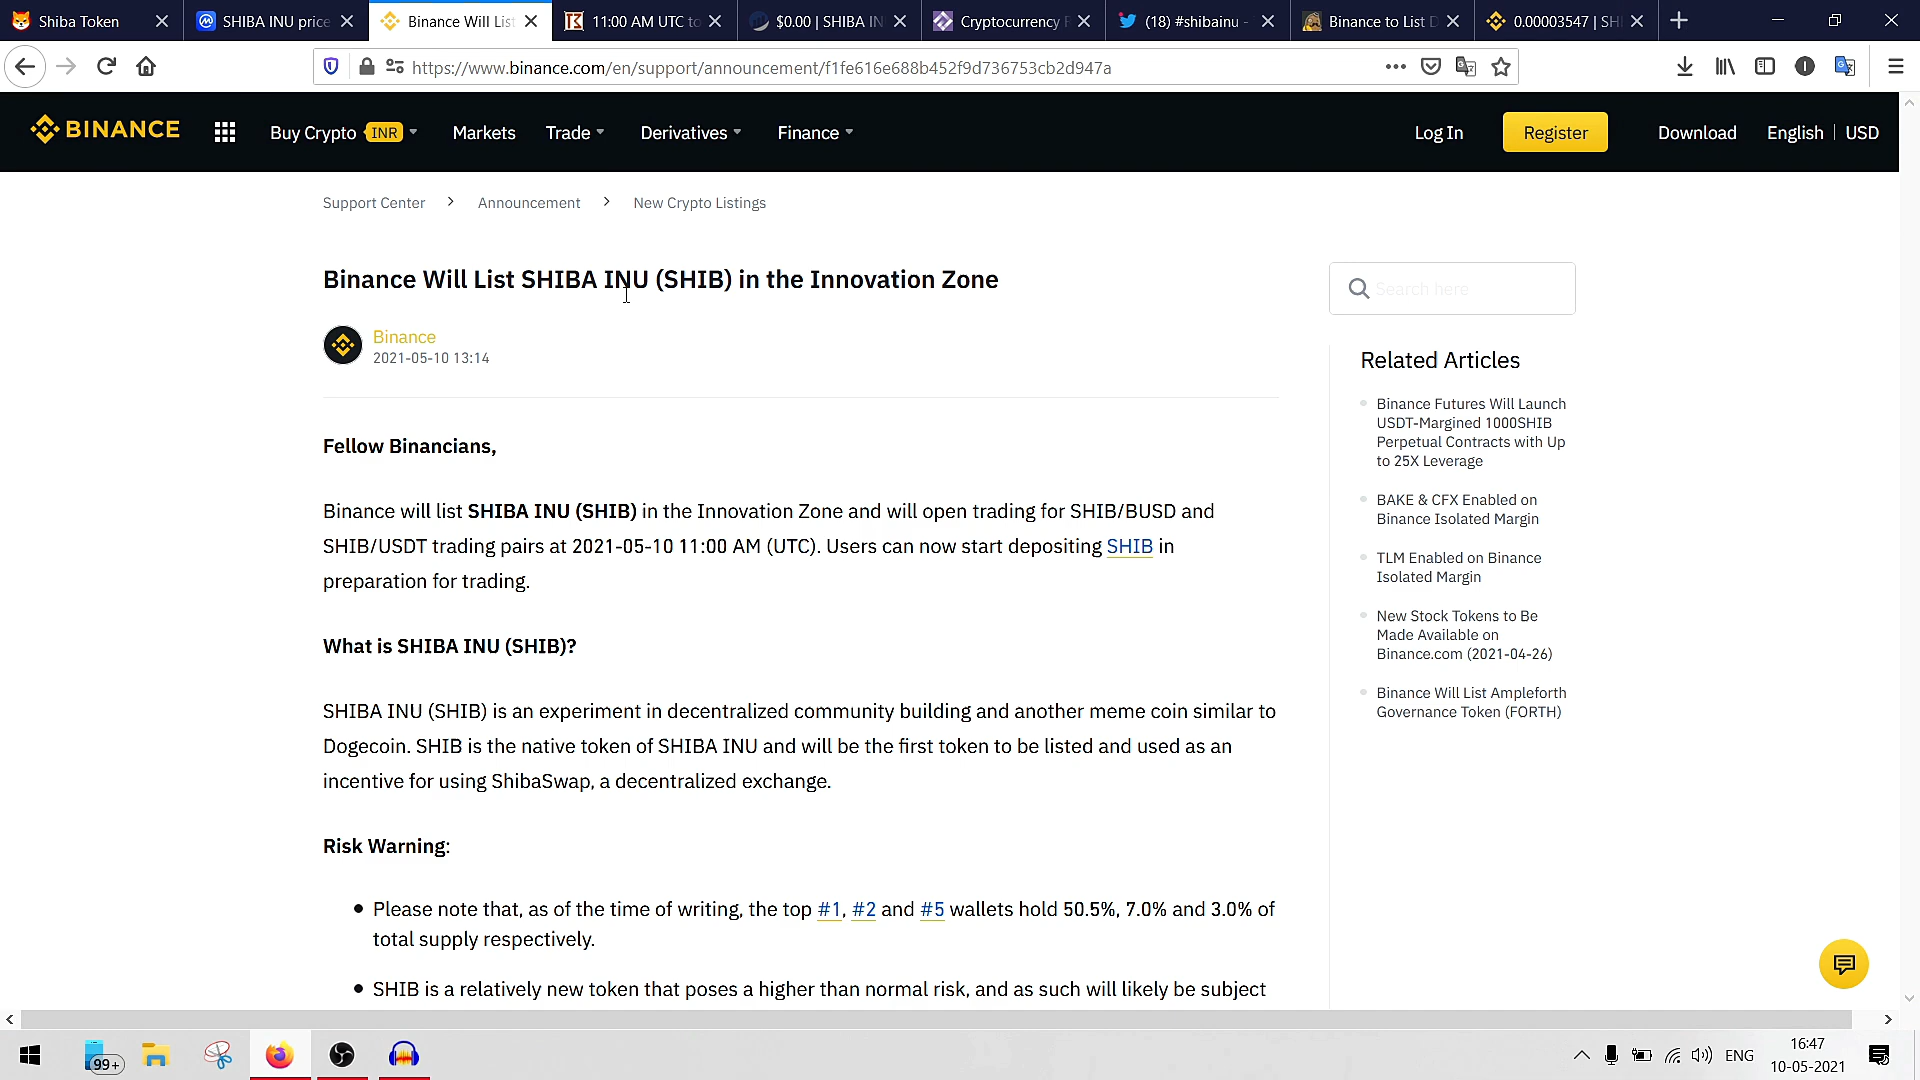 Shiba Token
SHIBA INU price
Binance Will List
11:00 AM UTC to
$0.00 | SHIBA IN
Cryptocurrency P
(18) #shibainu -
Binance to List D
0.00003547 | SHI
https://www.binance.com/en/support/announcement/f1fe616e688b452f9d736753cb2d947a
BINANCE
Buy Crypto INR
Markets
Trade
Derivatives
Finance
Log In
Register
Download
English | USD
Support Center > Announcement > New Crypto Listings
Binance Will List SHIBA INU (SHIB) in the Innovation Zone
Binance
2021-05-10 13:14
Fellow Binancians,
Binance will list SHIBA INU (SHIB) in the Innovation Zone and will open trading for SHIB/BUSD and
SHIB/USDT trading pairs at 2021-05-10 11:00 AM (UTC). Users can now start depositing SHIB in
preparation for trading.
What is SHIBA INU (SHIB)?
SHIBA INU (SHIB) is an experiment in decentralized community building and another meme coin similar to
Dogecoin. SHIB is the native token of SHIBA INU and will be the first token to be listed and used as an
incentive for using ShibaSwap, a decentralized exchange.
Risk Warning:
Please note that, as of the time of writing, the top #1, #2 and #5 wallets hold 50.5%, 7.0% and 3.0% of
total supply respectively.
SHIB is a relatively new token that poses a higher than normal risk, and as such will likely be subject
Search here
Related Articles
Binance Futures Will Launch
USDT-Margined 1000SHIB
Perpetual Contracts with Up
to 25X Leverage
BAKE & CFX Enabled on
Binance Isolated Margin
TLM Enabled on Binance
Isolated Margin
New Stock Tokens to Be
Made Available on
Binance.com (2021-04-26)
Binance Will List Ampleforth
Governance Token (FORTH)
99+
ENG
16:47
10-05-2021